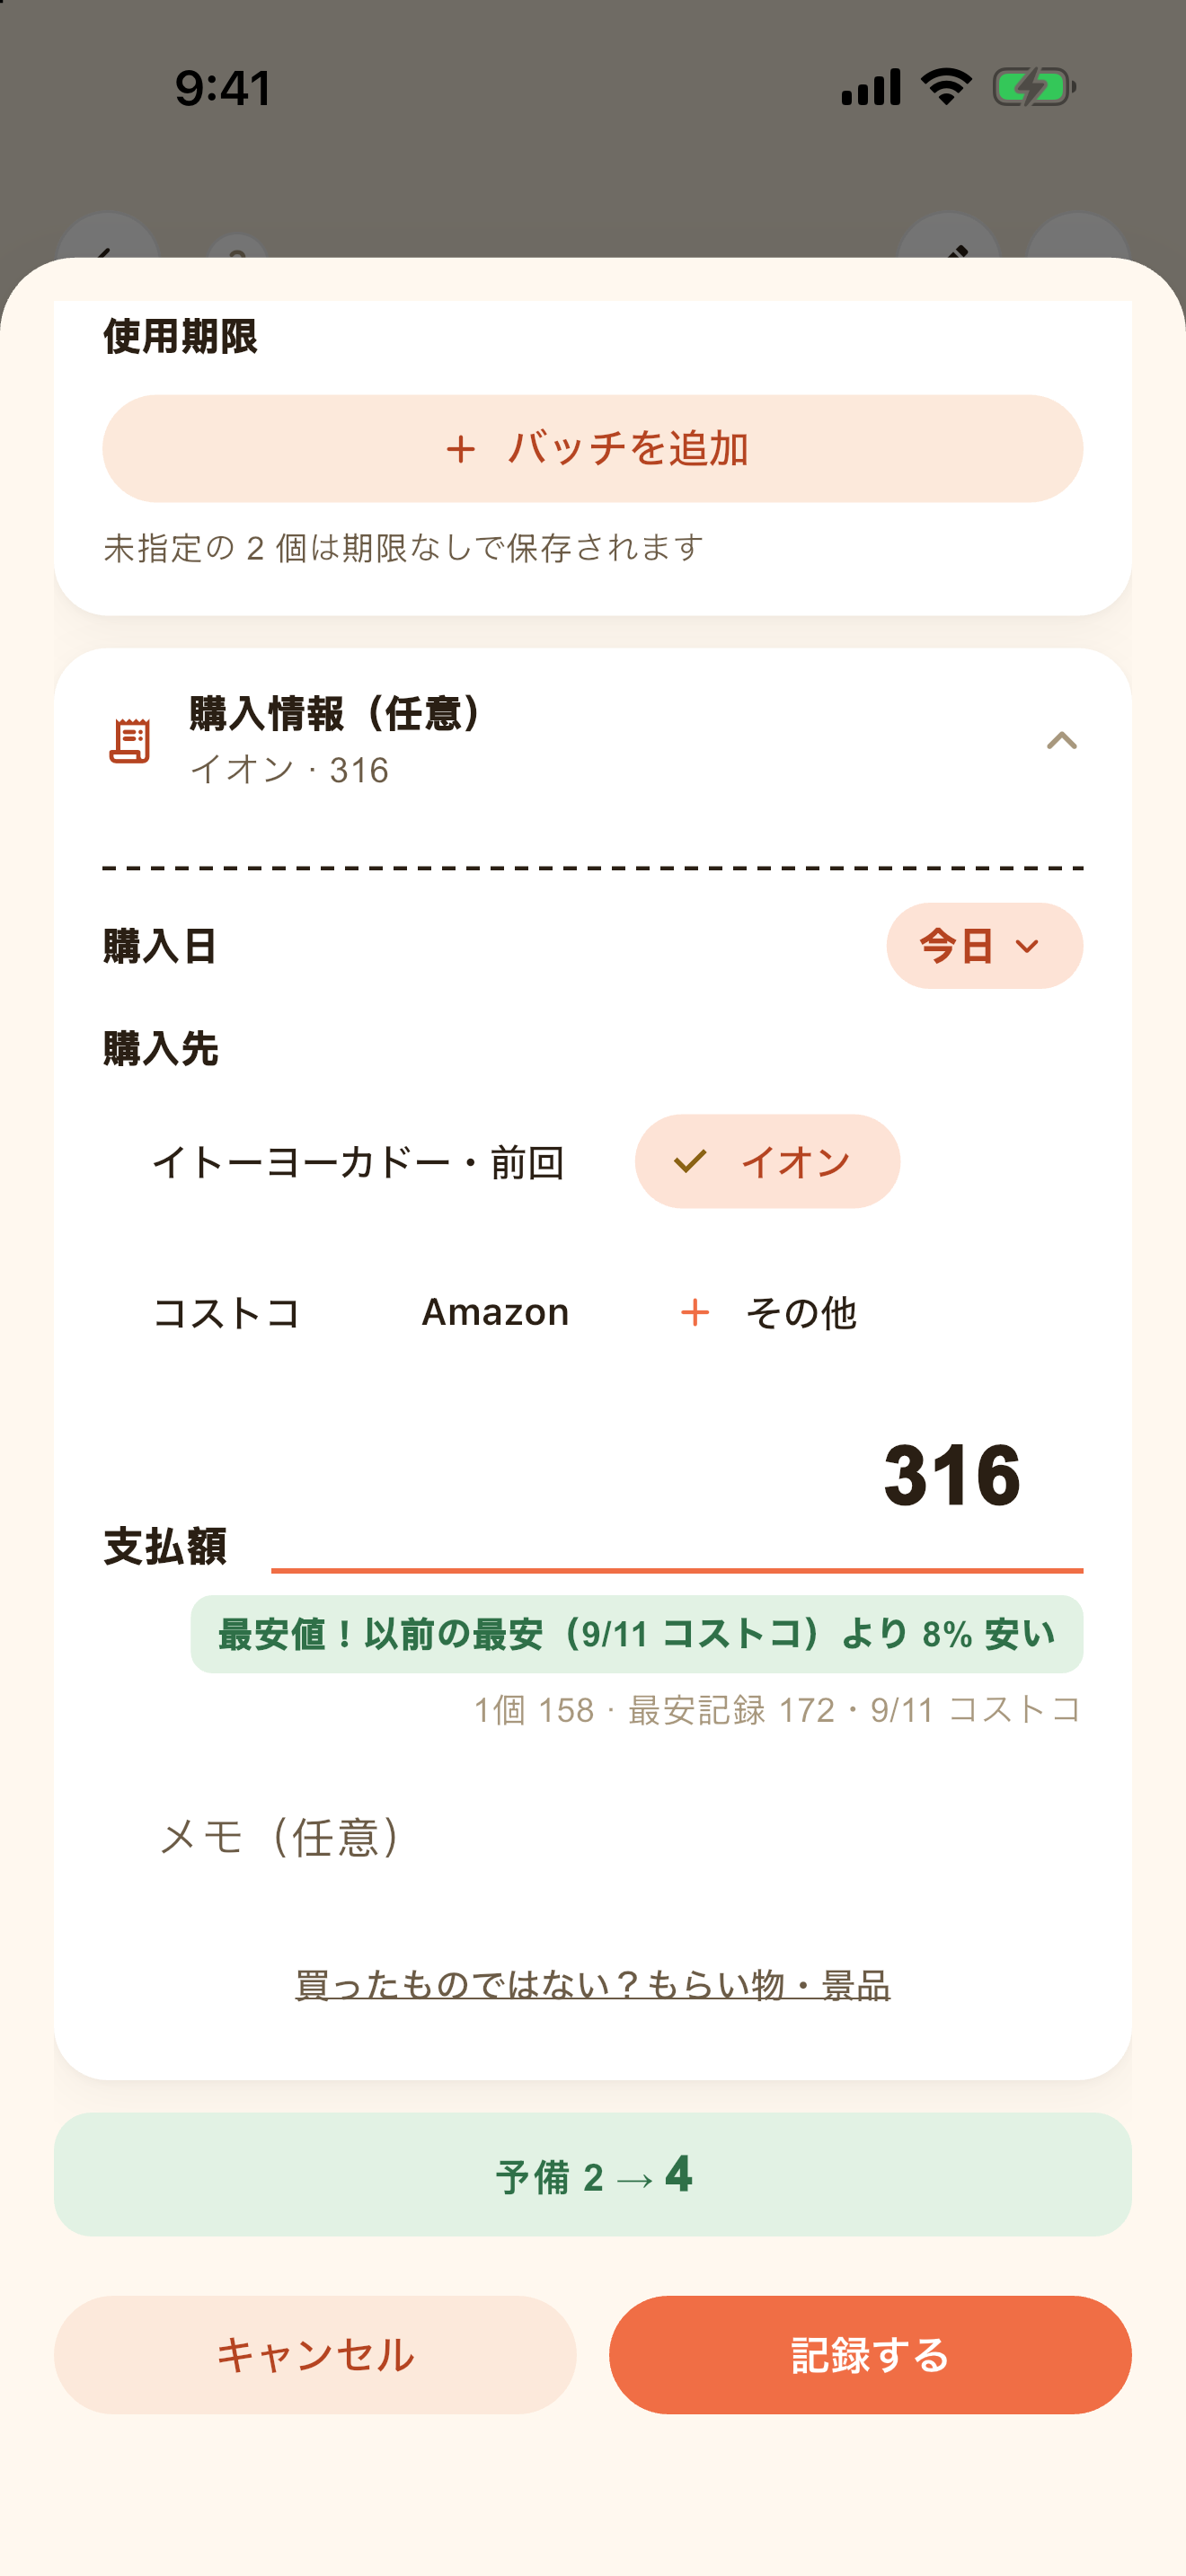 9:41
使用期限
+ バッチを追加
未指定の 2 個は期限なしで保存されます
購入情報（任意）
イオン · 316
購入日
今日
購入先
イトーヨーカドー・前回
イオン
コストコ
Amazon
+ その他
316
支払額
最安値！以前の最安（9/11 コストコ）より 8% 安い
1個 158 · 最安記録 172・9/11 コストコ
メモ（任意）
買ったものではない？もらい物・景品
予備 2 → 4
キャンセル
記録する